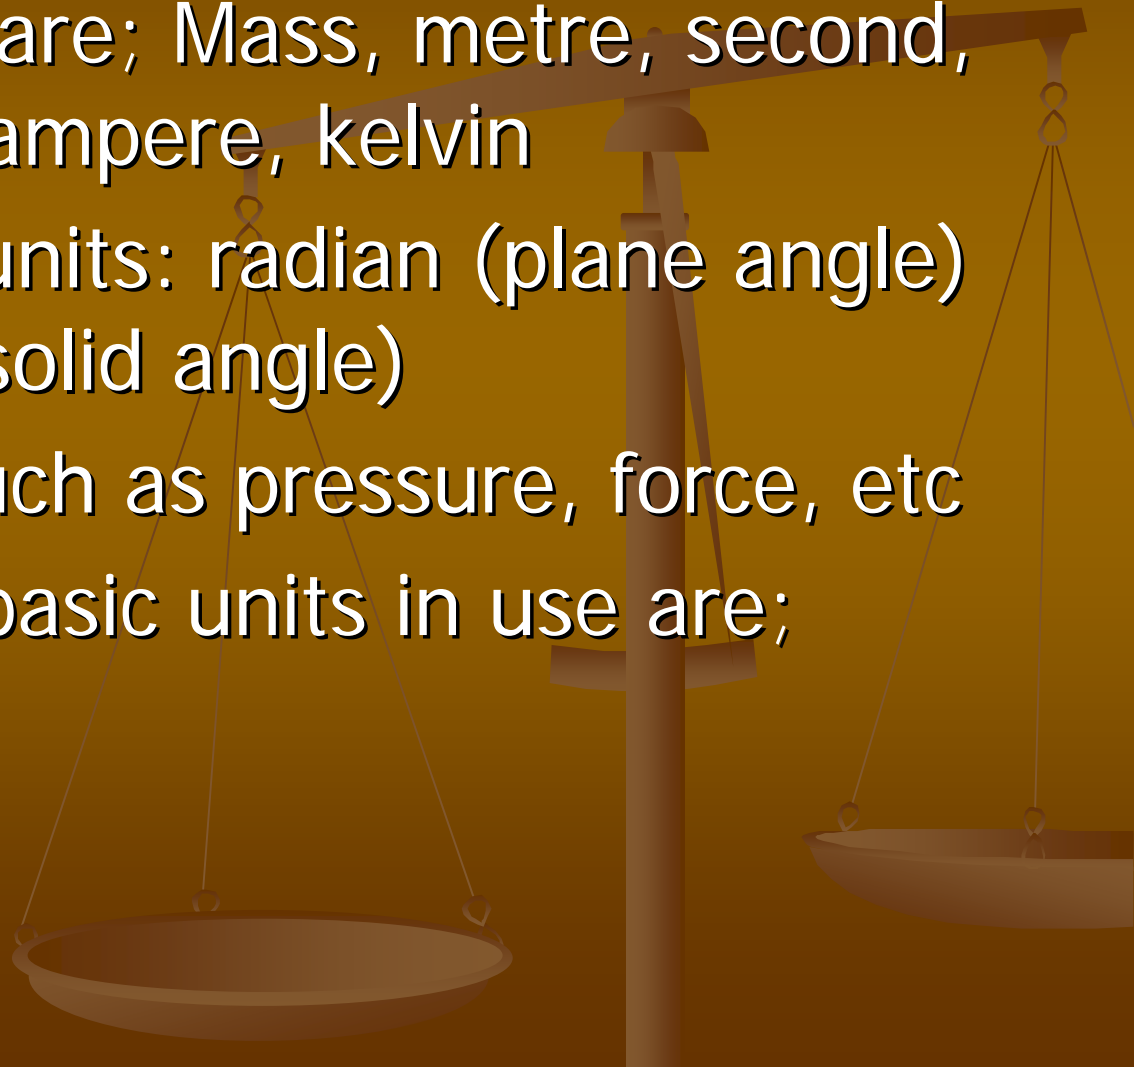 are; Mass, metre, second,
ampere, kelvin
units: radian (plane angle)
solid angle)
uch as pressure, force, etc
basic units in use are;